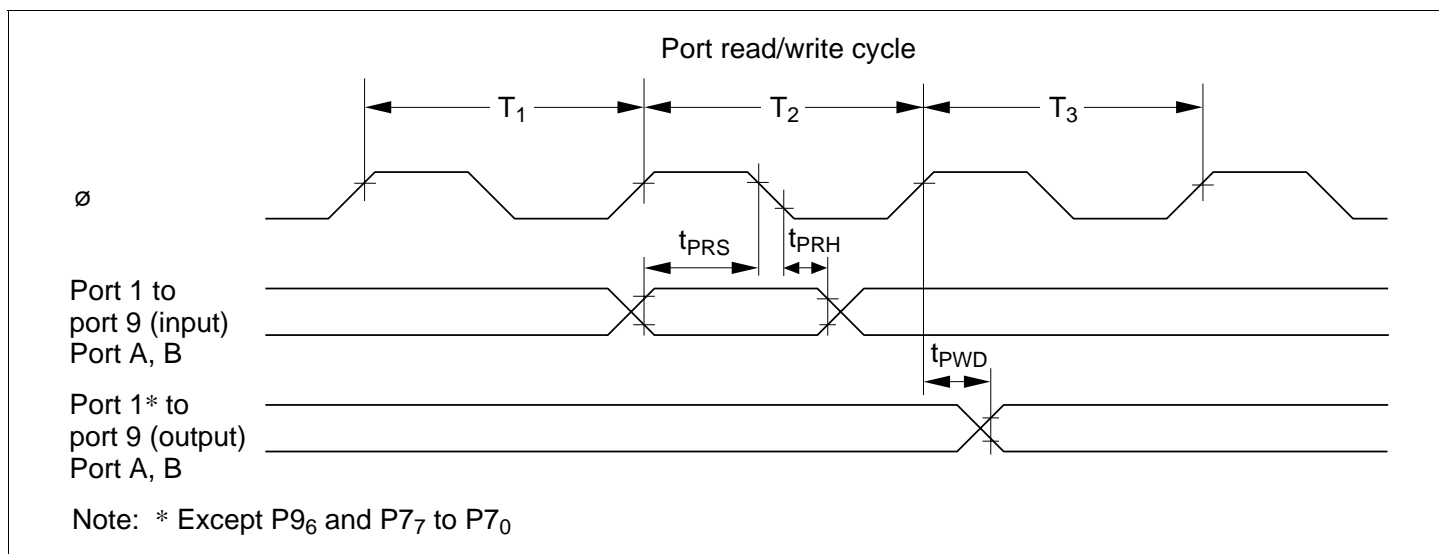 Port read/write cycle
T1 T2 T3
ø
tPRS tPRH
Port 1 to
port 9 (input)
Port A, B
tPWD
Port 1* to
port 9 (output)
Port A, B
Note: * Except P96 and P77 to P70